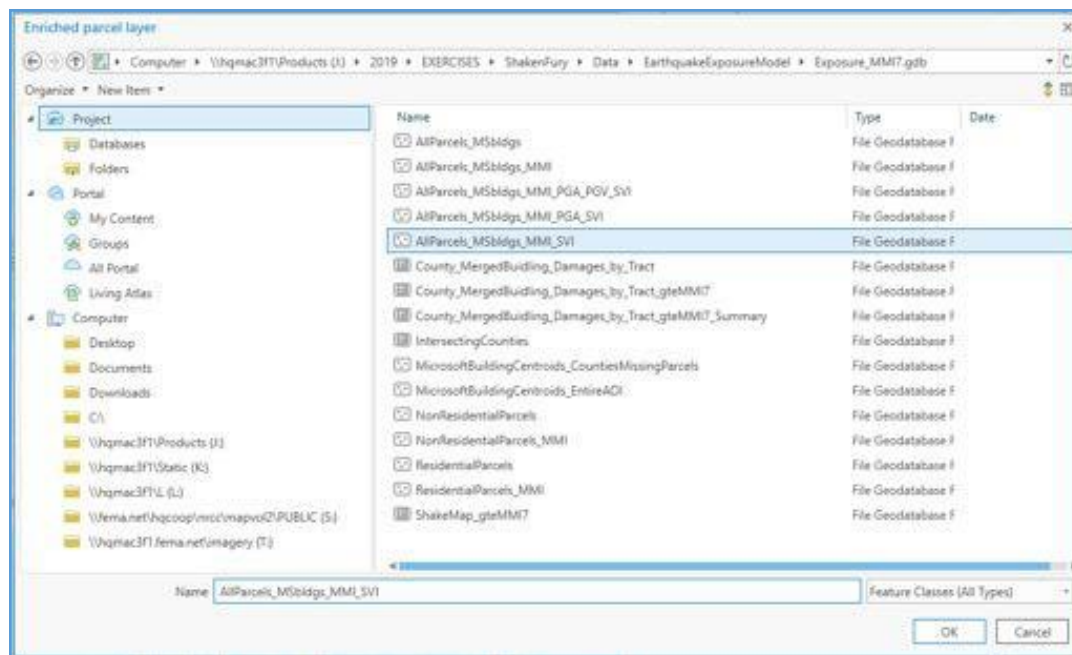 Enriched parcel layer
Computer \\hqmac3f1\Products (J:) 2019 EXERCISES ShakenFury Data EarthquakeExposureModel Exposure_MMI7.gdb
Organize New Item
Project
Databases
Folders
Portal
My Content
Groups
All Portal
Living Atlas
Computer
Desktop
Documents
Downloads
C:\
\\hqmac3f1\Products (J:)
\\hqmac3f1\Static (K:)
\\hqmac3f1\L (L:)
\\fema.net\hqcoop\mrcc\mapvol2\PUBLIC (S:)
\\hqmac3f1.fema.net\imagery (T:)
Name Type Date
AllParcels_MSbldgs File Geodatabase F
AllParcels_MSbldgs_MMI File Geodatabase F
AllParcels_MSbldgs_MMI_PGA_PGV_SVI File Geodatabase F
AllParcels_MSbldgs_MMI_PGA_SVI File Geodatabase F
AllParcels_MSbldgs_MMI_SVI File Geodatabase F
County_MergedBuidling_Damages_by_Tract File Geodatabase F
County_MergedBuidling_Damages_by_Tract_gteMMI7 File Geodatabase F
County_MergedBuidling_Damages_by_Tract_gteMMI7_Summary File Geodatabase F
IntersectingCounties File Geodatabase F
MicrosoftBuildingCentroids_CountiesMissingParcels File Geodatabase F
MicrosoftBuildingCentroids_EntireAOI File Geodatabase F
NonResidentialParcels File Geodatabase F
NonResidentialParcels_MMI File Geodatabase F
ResidentialParcels File Geodatabase F
ResidentialParcels_MMI File Geodatabase F
ShakeMap_gteMMI7 File Geodatabase F
Name AllParcels_MSbldgs_MMI_SVI Feature Classes (All Types)
OK Cancel